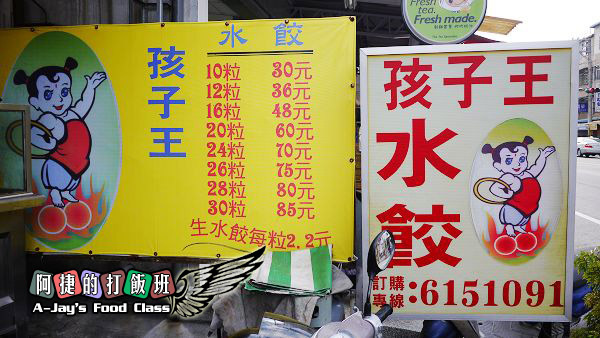 水 餃
孩子王
10粒 30元
12粒 36元
16粒 48元
20粒 60元
24粒 70元
26粒 75元
28粒 80元
30粒 85元
生水餃每粒2.2元
Fresh
tea.
Fresh made.
孩子王
水餃
訂購
專線:6151091
阿捷的打飯班
A-Jay's Food Class